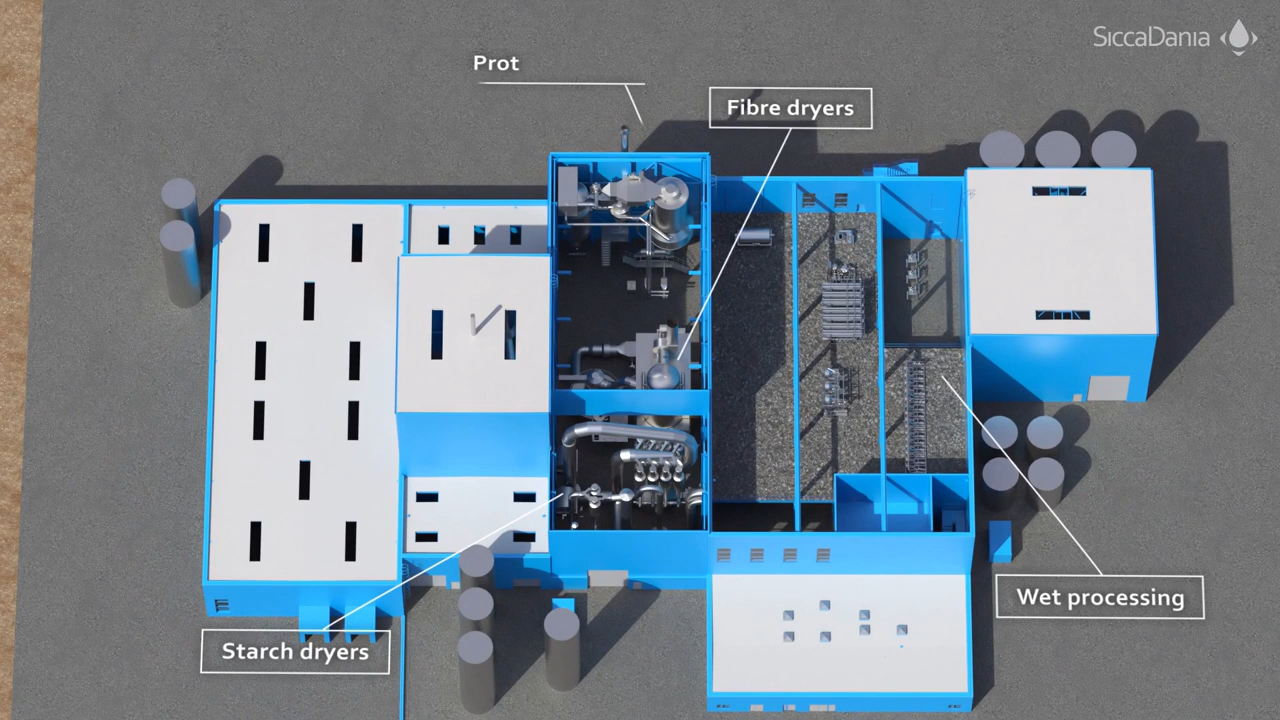 SiccaDania
Prot
Fibre dryers
Wet processing
Starch dryers